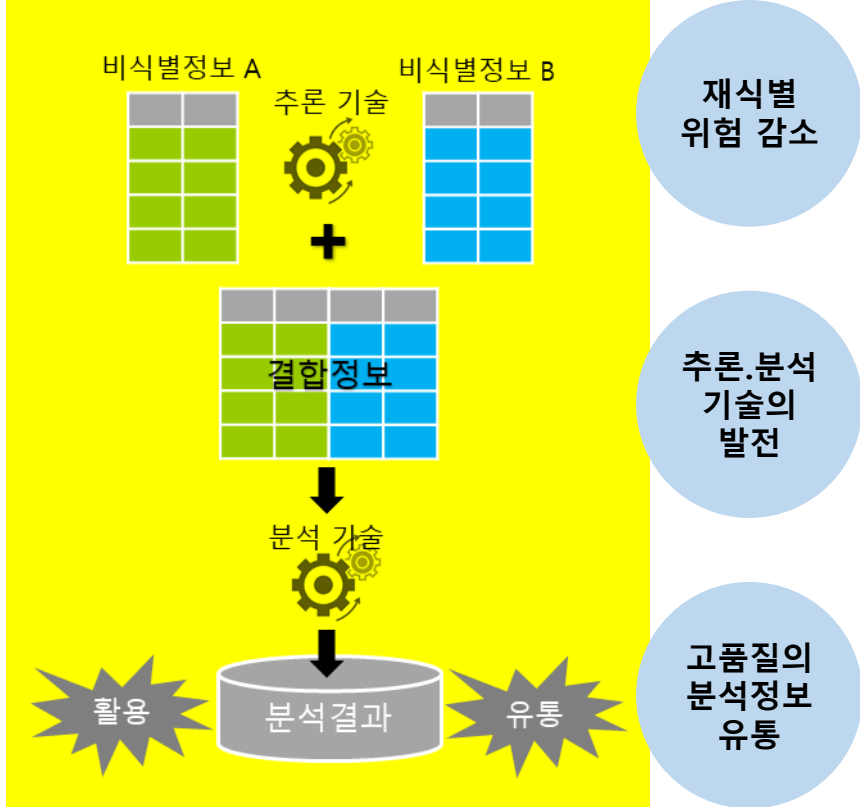 비식별정보 A
비식별정보 B
추론 기술
결합정보
분석 기술
활용
분석결과
유통
재식별
위험 감소
추론.분석
기술의
발전
고품질의
분석정보
유통